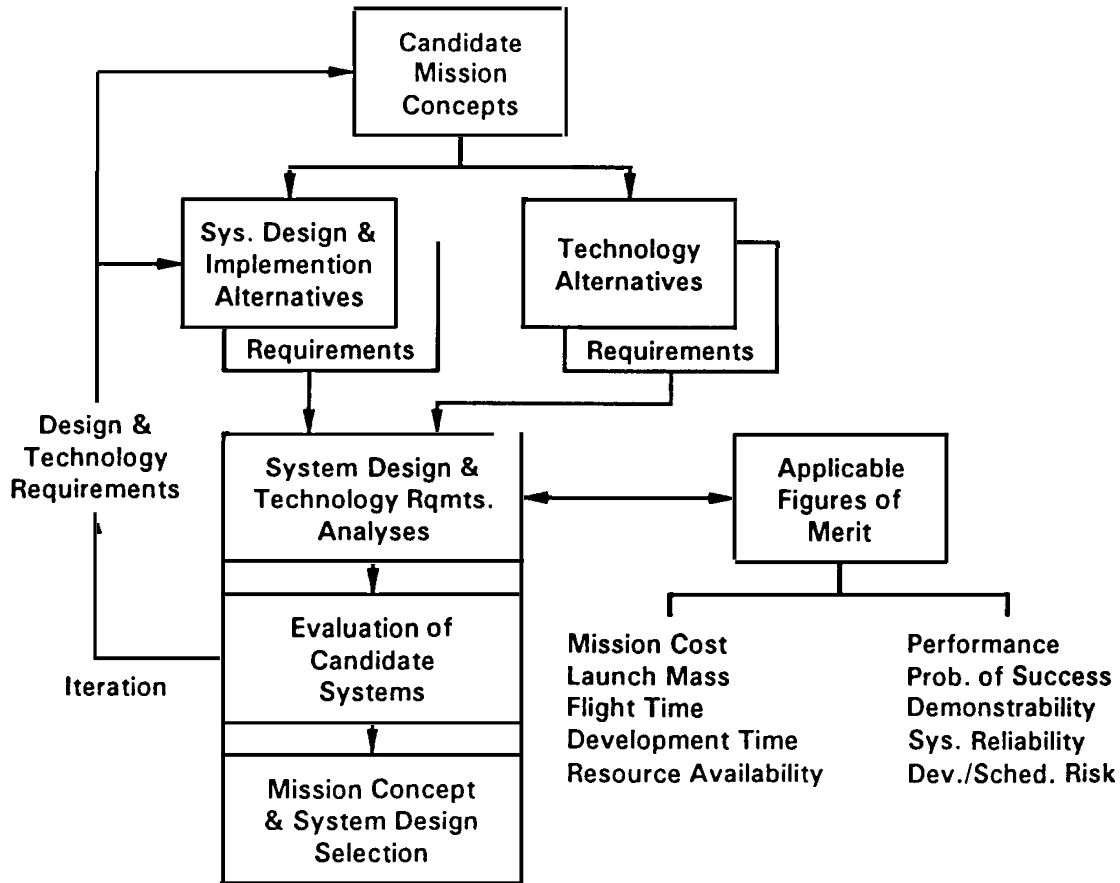 Candidate
Mission
Concepts
Sys. Design &
Implemention
Alternatives
Requirements
Technology
Alternatives
Requirements
Design &
Technology
Requirements
System Design &
Technology Rqmts.
Analyses
Applicable
Figures of
Merit
Evaluation of
Candidate
Systems
Iteration
Mission Cost
Launch Mass
Flight Time
Development Time
Resource Availability
Performance
Prob. of Success
Demonstrability
Sys. Reliability
Dev./Sched. Risk
Mission Concept
& System Design
Selection